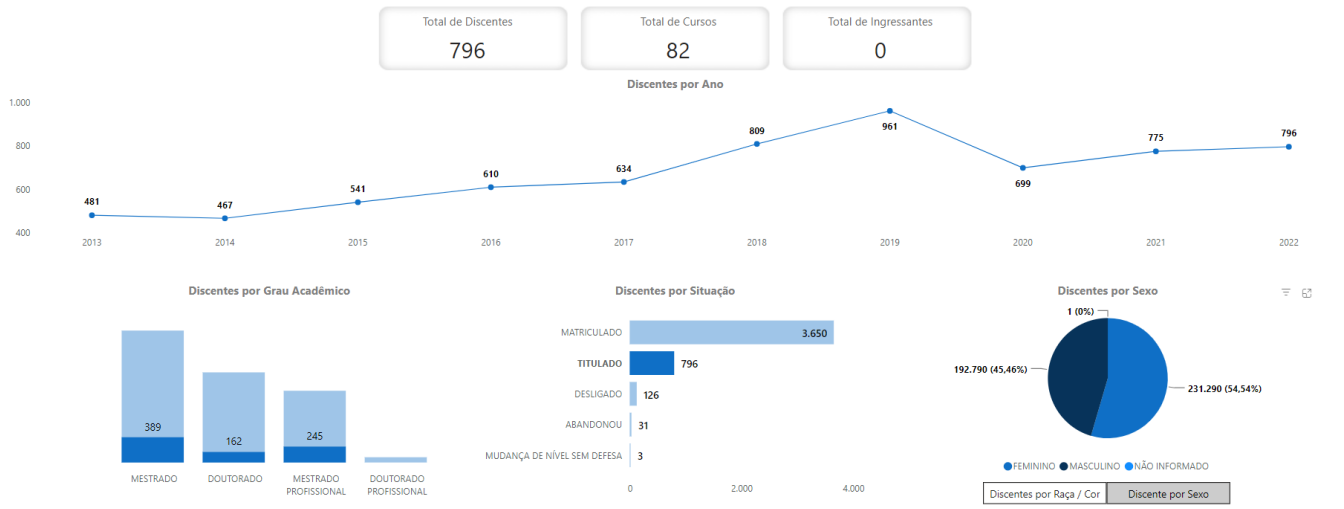 Total de Discentes
796
Total de Cursos
82
Total de Ingressantes
0
Discentes por Ano
1.000
800
600
400
481
467
541
610
634
809
961
699
775
796
2013
2014
2015
2016
2017
2018
2019
2020
2021
2022
Discentes por Grau Acadêmico
389
162
245
MESTRADO
DOUTORADO
MESTRADO
PROFISSIONAL
DOUTORADO
PROFISSIONAL
Discentes por Situação
MATRICULADO
3.650
TITULADO
796
DESLIGADO
126
ABANDONOU
31
MUDANÇA DE NÍVEL SEM DEFESA
3
0
2.000
4.000
Discentes por Sexo
1 (0%)
192.790 (45,46%)
231.290 (54,54%)
FEMININO MASCULINO NÃO INFORMADO
Discentes por Raça / Cor
Discente por Sexo